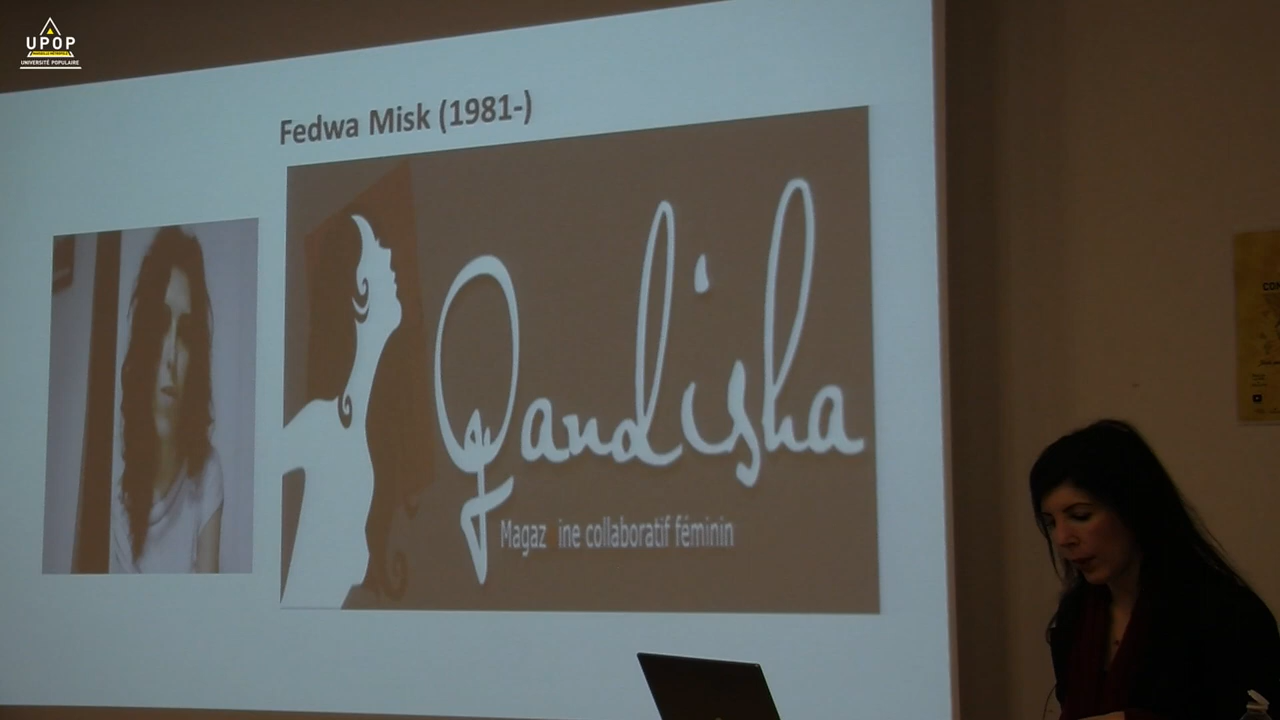 UPOP
UNIVERSITÉ POPULAIRE
Fedwa Misk (1981-)
Qandisha
Magaz ine collaboratif féminin